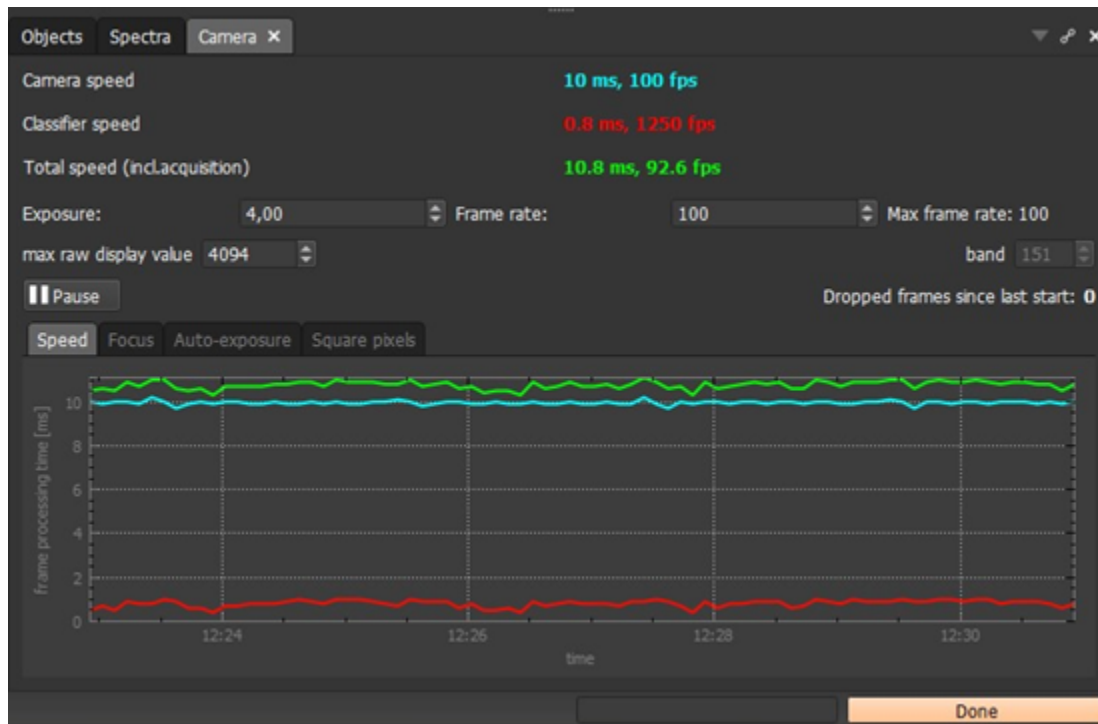 Objects Spectra Camera ×
Camera speed 10 ms, 100 fps
Classifier speed 0.8 ms, 1250 fps
Total speed (incl.acquisition) 10.8 ms, 92.6 fps
Exposure: 4,00 Frame rate: 100 Max frame rate: 100
max raw display value 4094 band 151
Pause Dropped frames since last start: 0
Speed Focus Auto-exposure Square pixels
frame processing time [ms]
10
8
6
4
2
0
12:24 12:26 12:28 12:30
time
Done